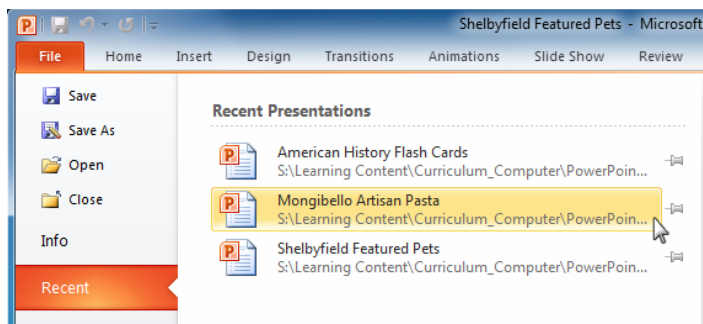 Shelbyfield Featured Pets - Microsoft
File Home Insert Design Transitions Animations Slide Show Review
Save
Save As
Open
Close
Info
Recent
Recent Presentations
American History Flash Cards
S:\Learning Content\Curriculum_Computer\PowerPoin...
Mongibello Artisan Pasta
S:\Learning Content\Curriculum_Computer\PowerPoin...
Shelbyfield Featured Pets
S:\Learning Content\Curriculum_Computer\PowerPoin...